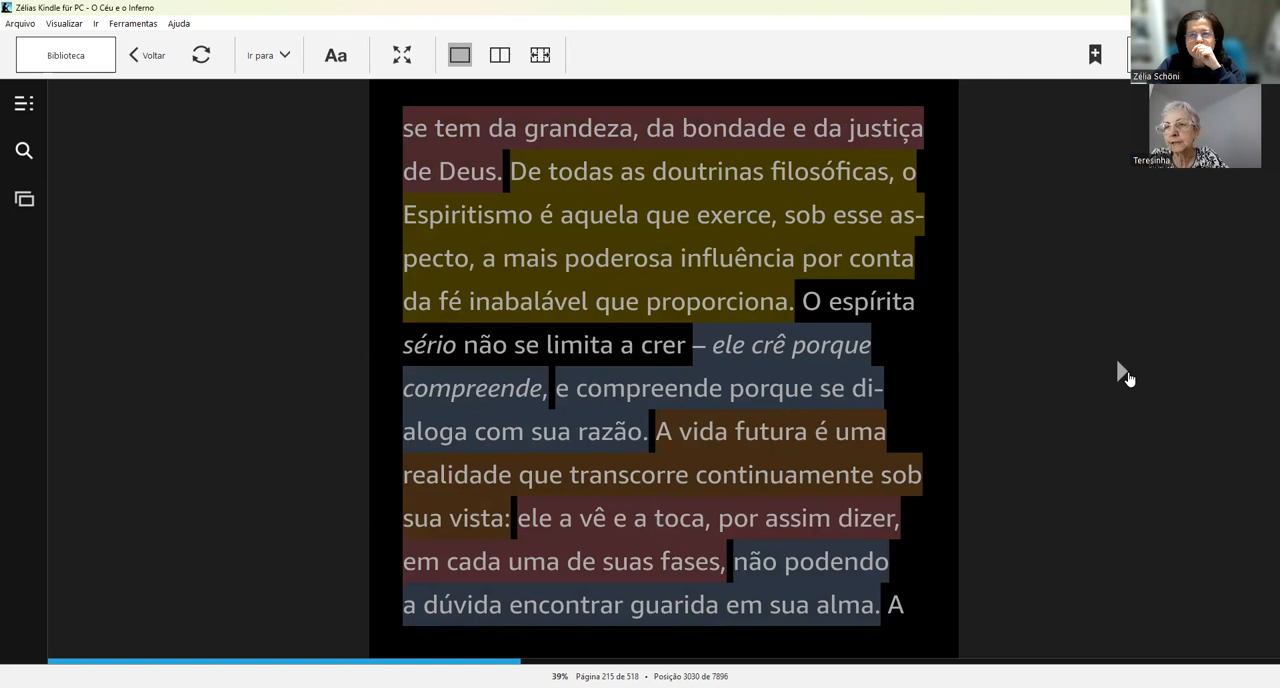 Zélias Kindle für PC - O Céu e o Inferno
Arquivo Visualizar Ir Ferramentas Ajuda
Biblioteca Voltar Ir para Aa
Zélia Schöni
Teresinha
se tem da grandeza, da bondade e da justiça
de Deus. De todas as doutrinas filosóficas, o
Espiritismo é aquela que exerce, sob esse as-
pecto, a mais poderosa influência por conta
da fé inabalável que proporciona. O espírita
sério não se limita a crer – ele crê porque
compreende, e compreende porque se di-
aloga com sua razão. A vida futura é uma
realidade que transcorre continuamente sob
sua vista: ele a vê e a toca, por assim dizer,
em cada uma de suas fases, não podendo
a dúvida encontrar guarida em sua alma. A
39% Página 215 de 518 • Posição 3030 de 7896